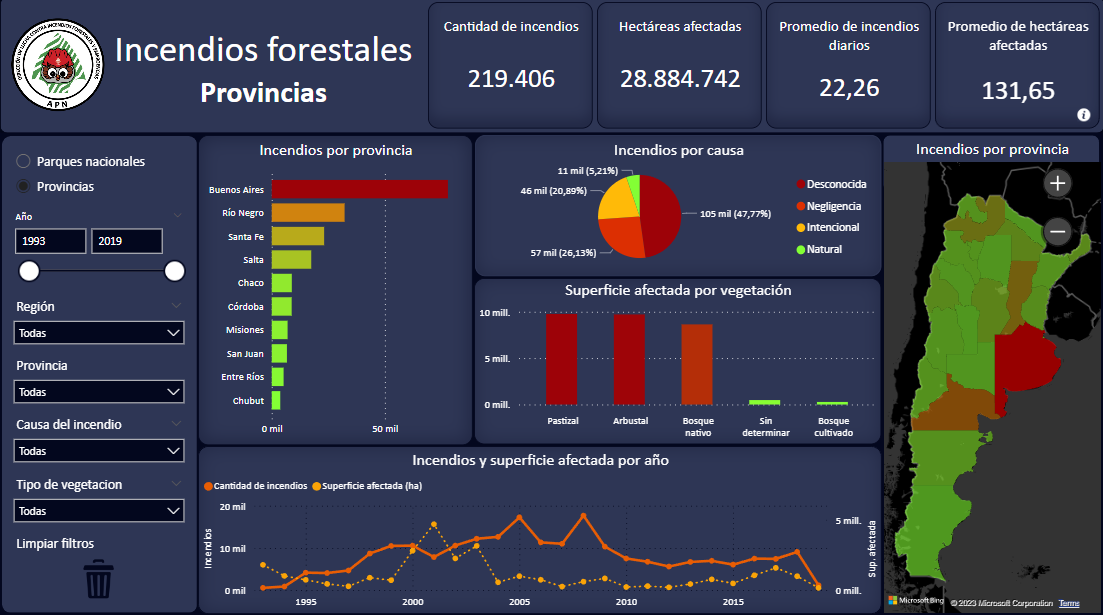 APN
Incendios forestales
Provincias
Cantidad de incendios
219.406
Hectáreas afectadas
28.884.742
Promedio de incendios
diarios
22,26
Promedio de hectáreas
afectadas
131,65
i
Parques nacionales
Provincias
Año
1993
2019
Región
Todas
Provincia
Todas
Causa del incendio
Todas
Tipo de vegetacion
Todas
Limpiar filtros
Incendios por provincia
Buenos Aires
Río Negro
Santa Fe
Salta
Chaco
Córdoba
Misiones
San Juan
Entre Ríos
Chubut
0 mil
50 mil
Incendios por causa
11 mil (5,21%)
46 mil (20,89%)
57 mil (26,13%)
105 mil (47,77%)
Desconocida
Negligencia
Intencional
Natural
Superficie afectada por vegetación
10 mill.
5 mill.
0 mill.
Pastizal
Arbustal
Bosque
nativo
Sin
determinar
Bosque
cultivado
Incendios y superficie afectada por año
Cantidad de incendios
Superficie afectada (ha)
Incendios
20 mil
10 mil
0 mil
5 mill.
0 mill.
Sup. afectada
1995
2000
2005
2010
2015
Incendios por provincia
+
−
Microsoft Bing
© 2023 Microsoft Corporation
Terms